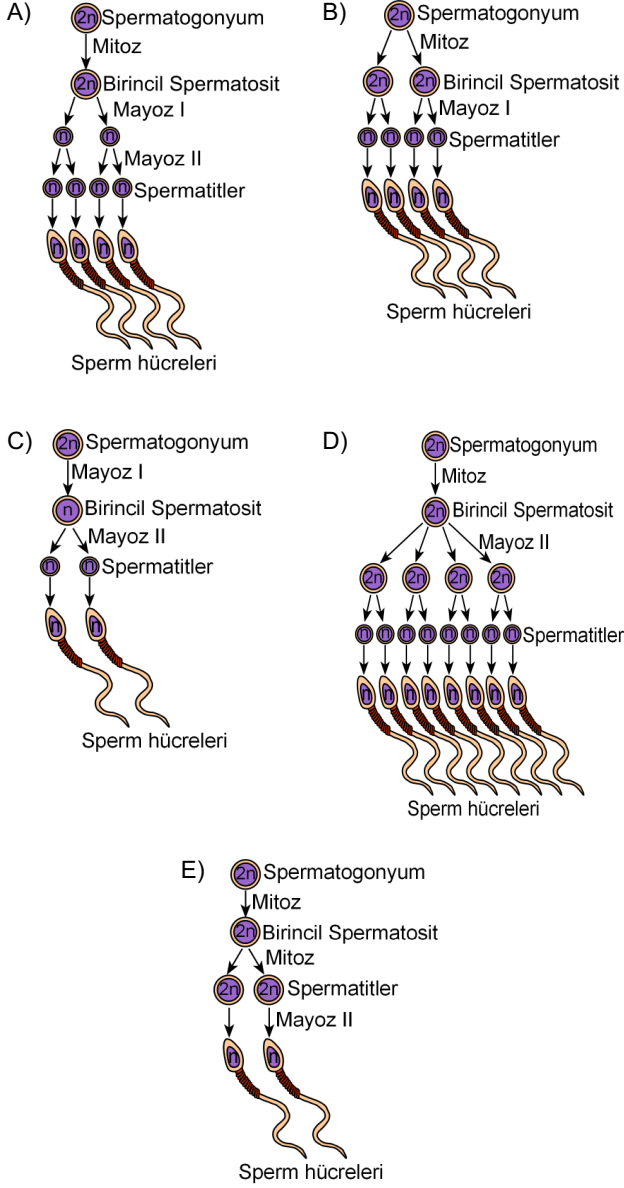 A)
2n Spermatogonyum
Mitoz
2n Birincil Spermatosit
Mayoz I
n n
Mayoz II
n n n n Spermatitler
n n n n
Sperm hücreleri
B)
2n Spermatogonyum
Mitoz
2n 2n Birincil Spermatosit
Mayoz I
n n n n Spermatitler
n n n n
Sperm hücreleri
C)
2n Spermatogonyum
Mayoz I
n Birincil Spermatosit
Mayoz II
n n Spermatitler
n n
Sperm hücreleri
D)
2n Spermatogonyum
Mitoz
2n Birincil Spermatosit
Mayoz II
2n 2n 2n 2n
n n n n n n n n Spermatitler
n n n n n n n n
Sperm hücreleri
E)
2n Spermatogonyum
Mitoz
2n Birincil Spermatosit
Mitoz
2n 2n Spermatitler
Mayoz II
n n
Sperm hücreleri